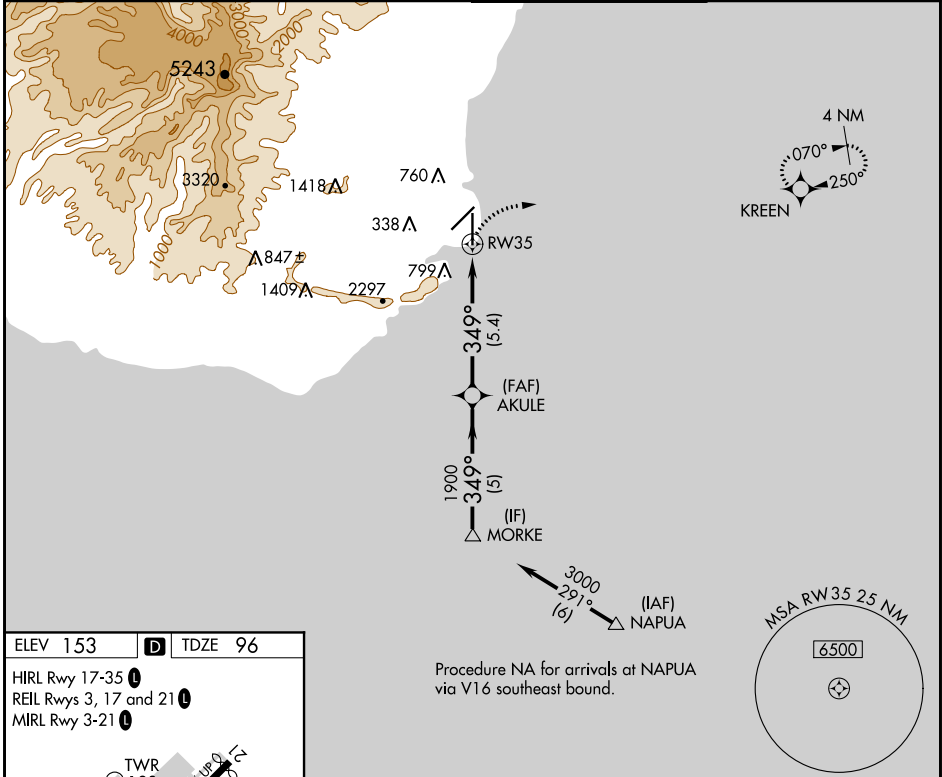 4000
2000
5243
3320
1000
1418
760
338
847±
1409
2297
799
RW35
4 NM
070°
250°
KREEN
349°
(5.4)
(FAF)
AKULE
1900
349°
(5)
(IF)
MORKE
3000
291°
(6)
(IAF)
NAPUA
Procedure NA for arrivals at NAPUA
via V16 southeast bound.
MSA RW35 25 NM
6500
ELEV 153 D TDZE 96
HIRL Rwy 17-35 L
REIL Rwys 3, 17 and 21 L
MIRL Rwy 3-21 L
TWR
21